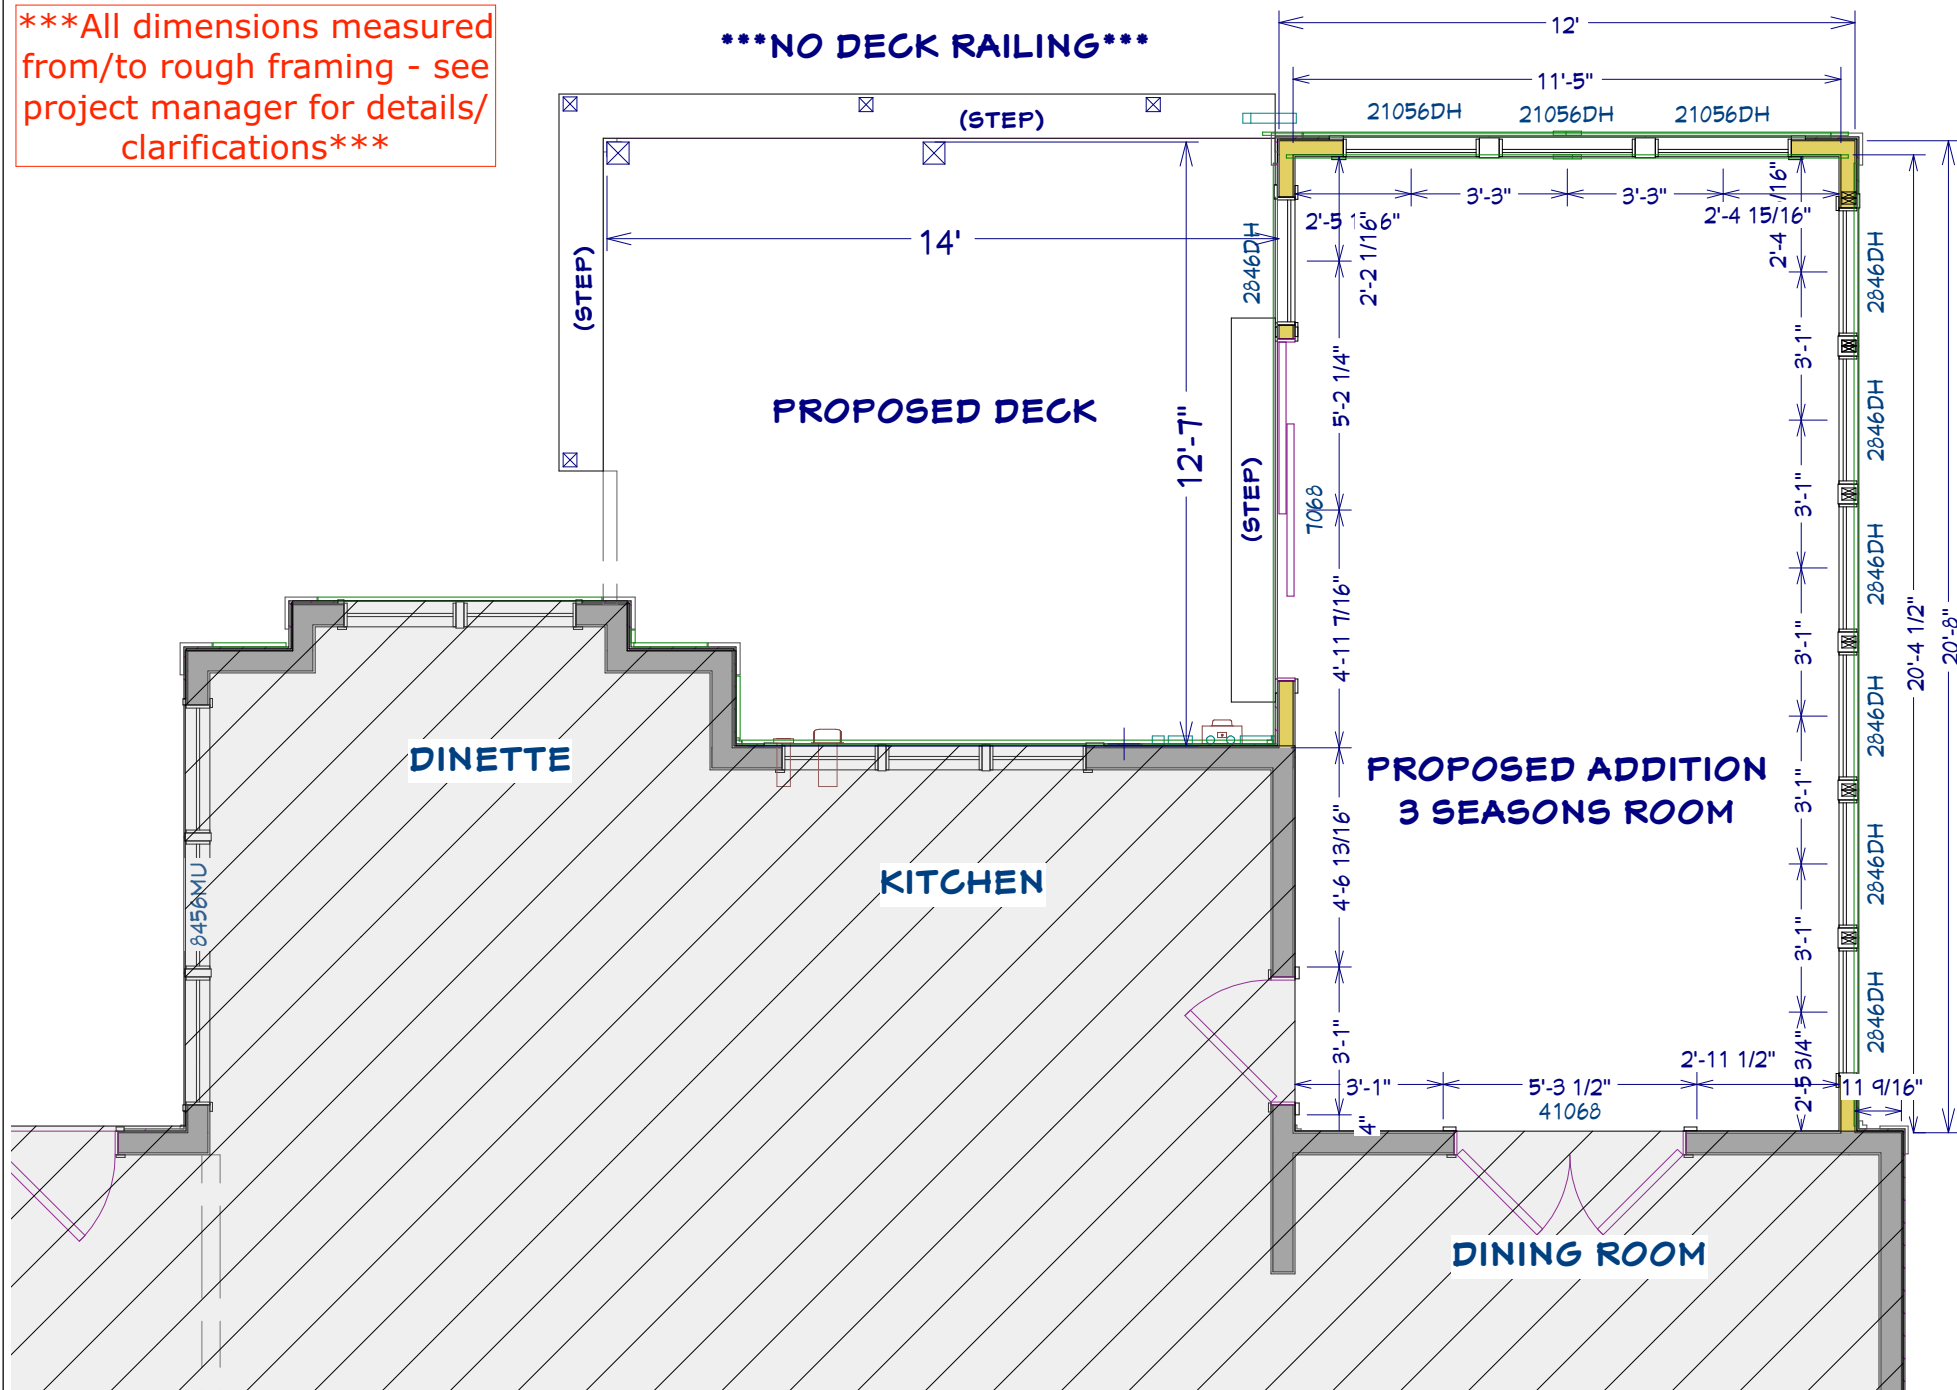 ***All dimensions measured
from/to rough framing - see
project manager for details/
clarifications***
***NO DECK RAILING***
12'
11'-5"
21056DH
21056DH
21056DH
(STEP)
3'-3"
3'-3"
2'-5
2'-4 15/16"
2'-4
2'-2 1/16"
14'
2846DH
2846DH
(STEP)
PROPOSED DECK
12'-7"
5'-2 1/4"
3'-1"
2846DH
(STEP)
7068
3'-1"
2846DH
4'-11 7/16"
3'-1"
20'-4 1/2"
20'-8"
2846DH
DINETTE
PROPOSED ADDITION
3 SEASONS ROOM
3'-1"
KITCHEN
4'-6 13/16"
2846DH
8456MU
3'-1"
2846DH
3'-1"
3'-1"
5'-3 1/2"
2'-11 1/2"
2'-5 3/4"
11 9/16"
41068
4"
DINING ROOM